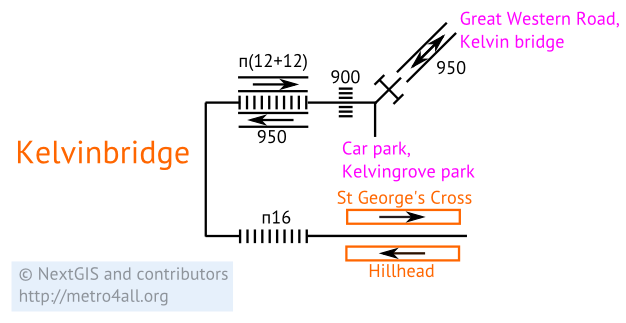 Great Western Road,
Kelvin bridge
п(12+12)
900
950
950
Car park,
Kelvingrove park
Kelvinbridge
St George's Cross
п16
Hillhead
© NextGIS and contributors
http://metro4all.org